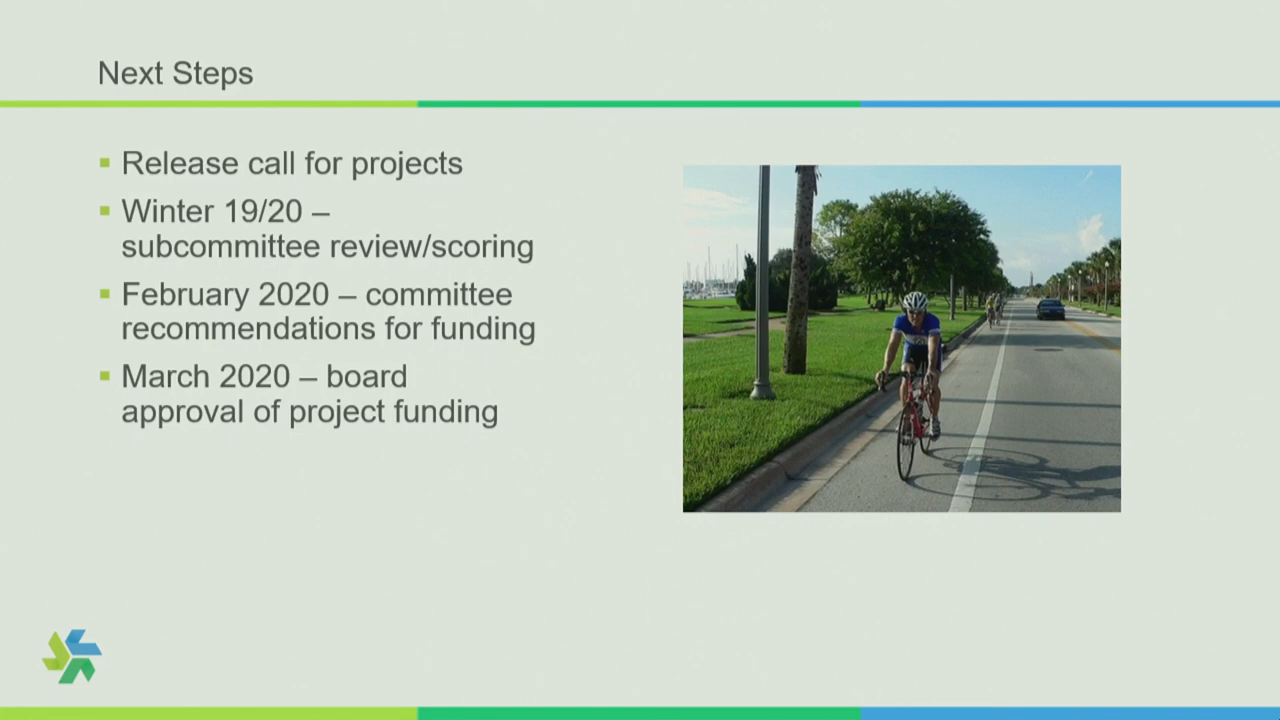 Next Steps
Release call for projects
Winter 19/20 –
subcommittee review/scoring
February 2020 – committee
recommendations for funding
March 2020 – board
approval of project funding